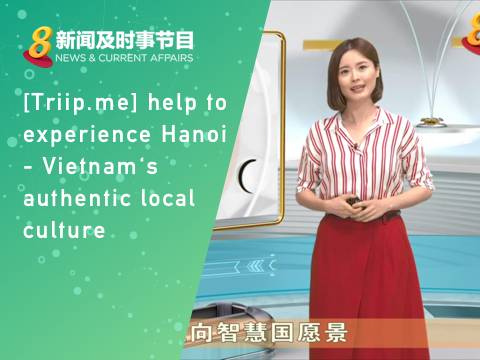 8 新闻及时事节目
NEWS & CURRENT AFFAIRS
[Triip.me] help to
experience Hanoi
- Vietnam's
authentic local
culture
向智慧国愿景
8